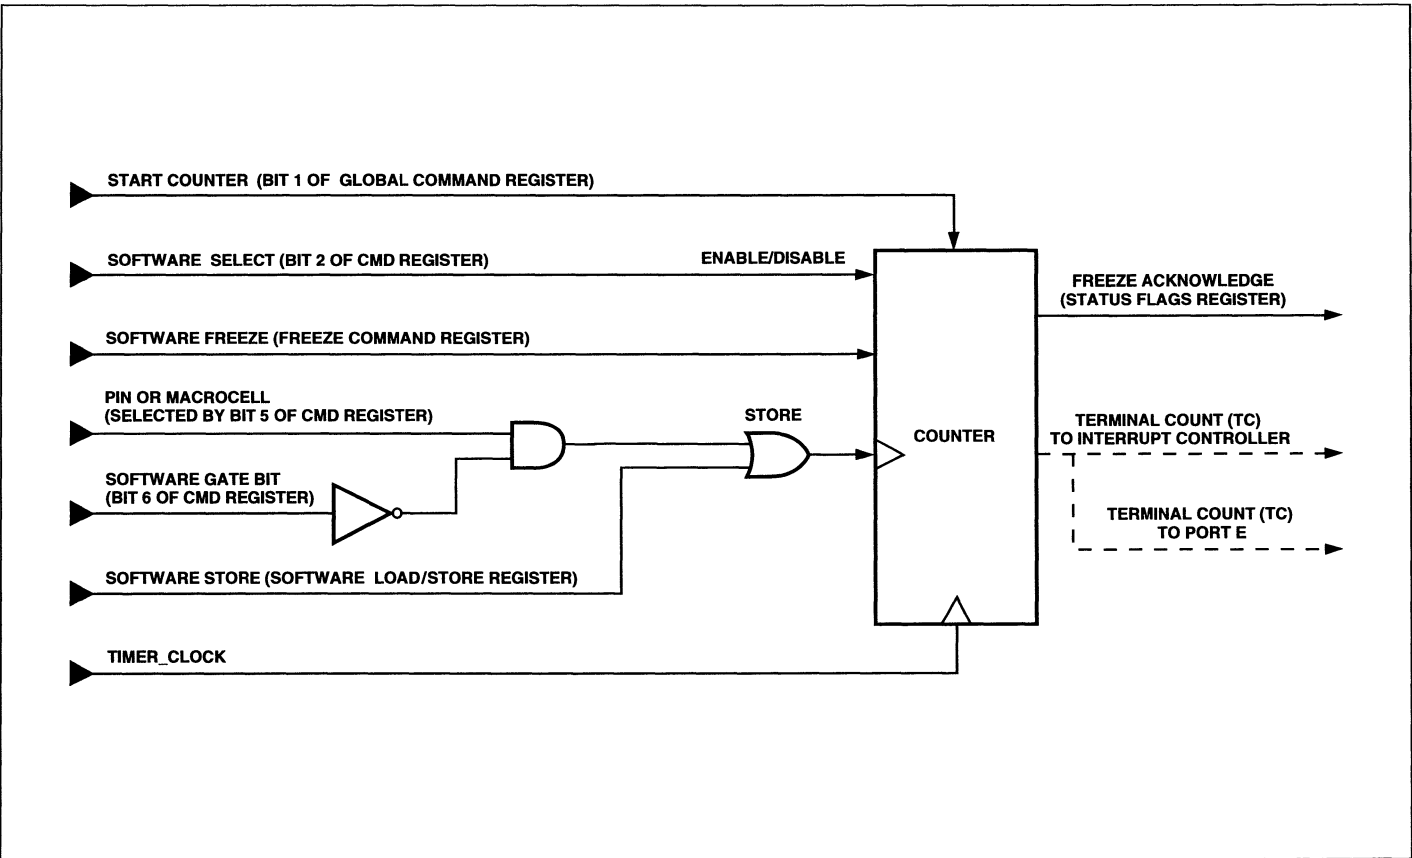 START COUNTER (BIT 1 OF GLOBAL COMMAND REGISTER)
SOFTWARE SELECT (BIT 2 OF CMD REGISTER)
ENABLE/DISABLE
SOFTWARE FREEZE (FREEZE COMMAND REGISTER)
PIN OR MACROCELL
(SELECTED BY BIT 5 OF CMD REGISTER)
SOFTWARE GATE BIT
(BIT 6 OF CMD REGISTER)
SOFTWARE STORE (SOFTWARE LOAD/STORE REGISTER)
TIMER_CLOCK
STORE
COUNTER
FREEZE ACKNOWLEDGE
(STATUS FLAGS REGISTER)
TERMINAL COUNT (TC)
TO INTERRUPT CONTROLLER
TERMINAL COUNT (TC)
TO PORT E